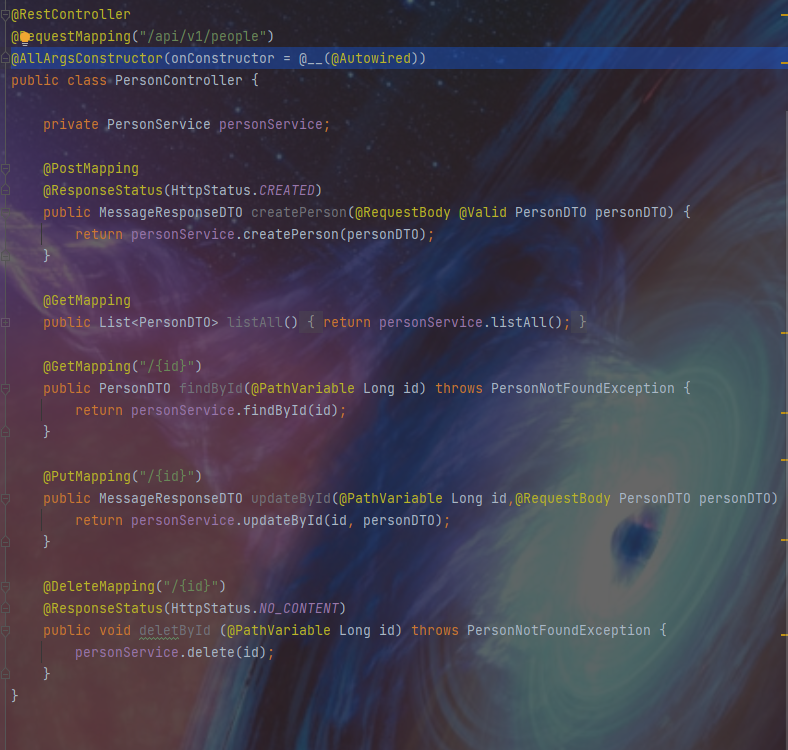 @RestController
@RequestMapping("/api/v1/people")
@AllArgsConstructor(onConstructor = @__(@Autowired))
public class PersonController {
private PersonService personService;
@PostMapping
@ResponseStatus(HttpStatus.CREATED)
public MessageResponseDTO createPerson(@RequestBody @Valid PersonDTO personDTO) {
return personService.createPerson(personDTO);
}
@GetMapping
public List<PersonDTO> listAll() { return personService.listAll(); }
@GetMapping("/{id}")
public PersonDTO findById(@PathVariable Long id) throws PersonNotFoundException {
return personService.findById(id);
}
@PutMapping("/{id}")
public MessageResponseDTO updateById(@PathVariable Long id,@RequestBody PersonDTO personDTO)
return personService.updateById(id, personDTO);
}
@DeleteMapping("/{id}")
@ResponseStatus(HttpStatus.NO_CONTENT)
public void deletById (@PathVariable Long id) throws PersonNotFoundException {
personService.delete(id);
}
}